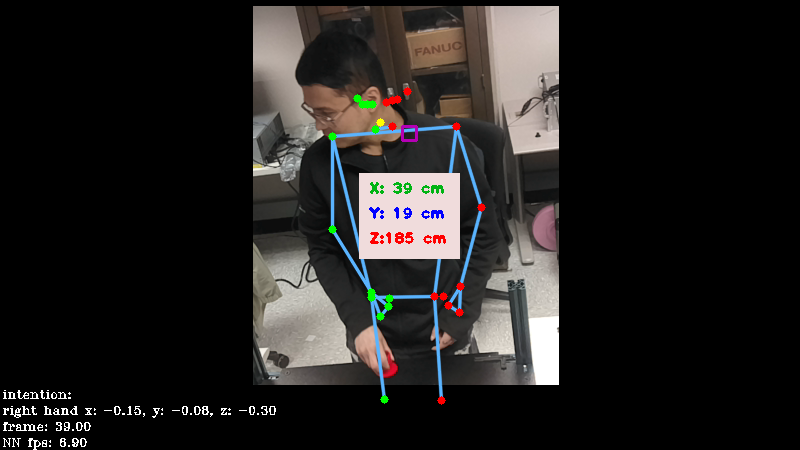 FANUC
X: 39 cm
Y: 19 cm
Z:185 cm
intention:
right hand x: -0.15, y: -0.08, z: -0.30
frame: 39.00
NN fps: 6.90